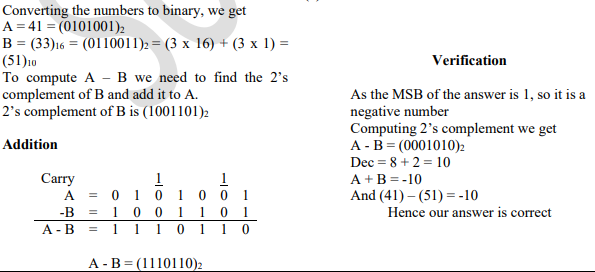 Converting the numbers to binary, we get
A = 41 = (0101001)₂
B = (33)₁₆ = (0110011)₂ = (3 x 16) + (3 x 1) =
(51)₁₀
To compute A – B we need to find the 2's
complement of B and add it to A.
2's complement of B is (1001101)₂
Addition
Carry 1 1
A = 0 1 0 1 0 0 1
-B = 1 0 0 1 1 0 1
A - B = 1 1 1 0 1 1 0
A - B = (1110110)₂
Verification
As the MSB of the answer is 1, so it is a
negative number
Computing 2's complement we get
A - B = (0001010)₂
Dec = 8 + 2 = 10
A + B = -10
And (41) – (51) = -10
Hence our answer is correct